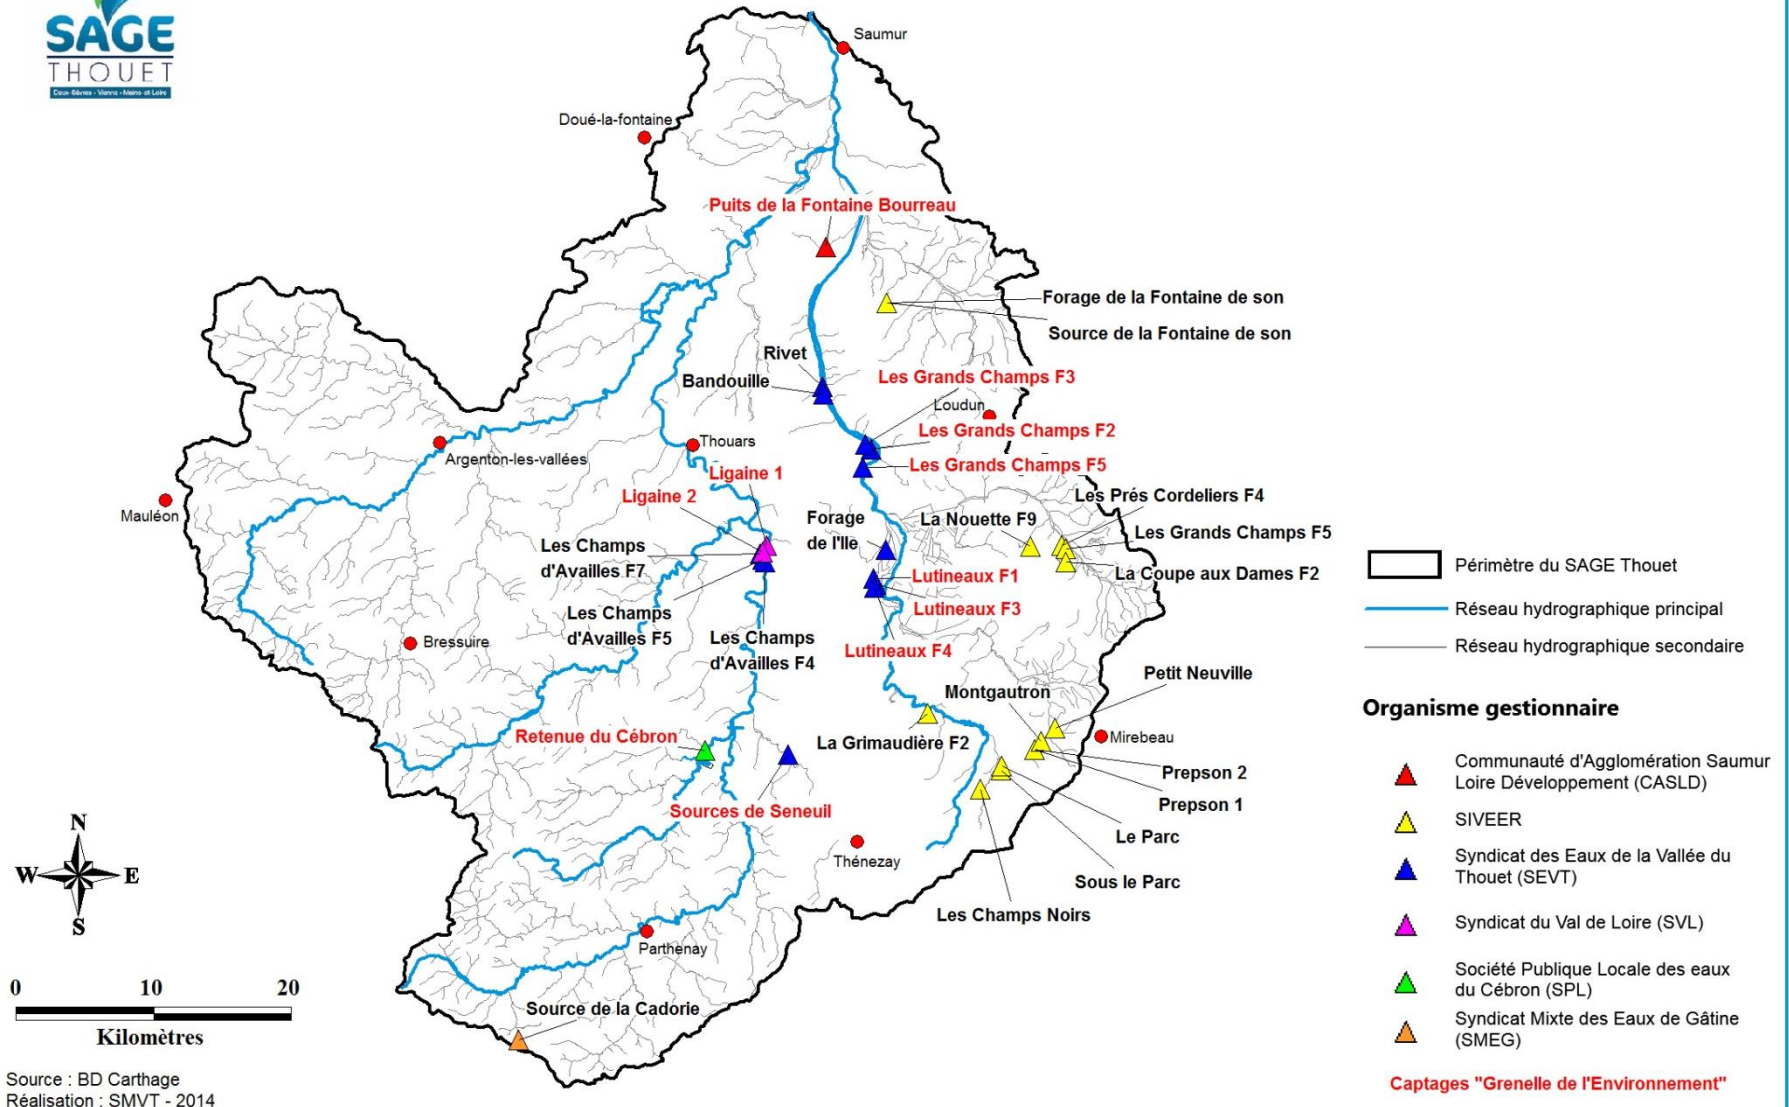 SAGE
THOUET
Deux-Sèvres - Vienne - Maine-et-Loire
Saumur
Doué-la-fontaine
Puits de la Fontaine Bourreau
Forage de la Fontaine de son
Source de la Fontaine de son
Rivet
Bandouille
Les Grands Champs F3
Loudun
Les Grands Champs F2
Les Grands Champs F5
Thouars
Argenton-les-vallées
Mauléon
Ligaine 1
Ligaine 2
Les Prés Cordeliers F4
La Nouette F9
Les Grands Champs F5
La Coupe aux Dames F2
Forage
de l'Ile
Les Champs
d'Availles F7
Les Champs
d'Availles F5
Les Champs
d'Availles F4
Lutineaux F1
Lutineaux F3
Lutineaux F4
Bressuire
Petit Neuville
Montgautron
La Grimaudière F2
Mirebeau
Retenue du Cébron
Sources de Seneuil
Prepson 2
Prepson 1
Le Parc
Sous le Parc
Les Champs Noirs
Thénezay
Parthenay
Source de la Cadorie
N
W
E
S
0 10 20
Kilomètres
Source : BD Carthage
Réalisation : SMVT - 2014
Périmètre du SAGE Thouet
Réseau hydrographique principal
Réseau hydrographique secondaire
Organisme gestionnaire
Communauté d'Agglomération Saumur
Loire Développement (CASLD)
SIVEER
Syndicat des Eaux de la Vallée du
Thouet (SEVT)
Syndicat du Val de Loire (SVL)
Société Publique Locale des eaux
du Cébron (SPL)
Syndicat Mixte des Eaux de Gâtine
(SMEG)
Captages "Grenelle de l'Environnement"